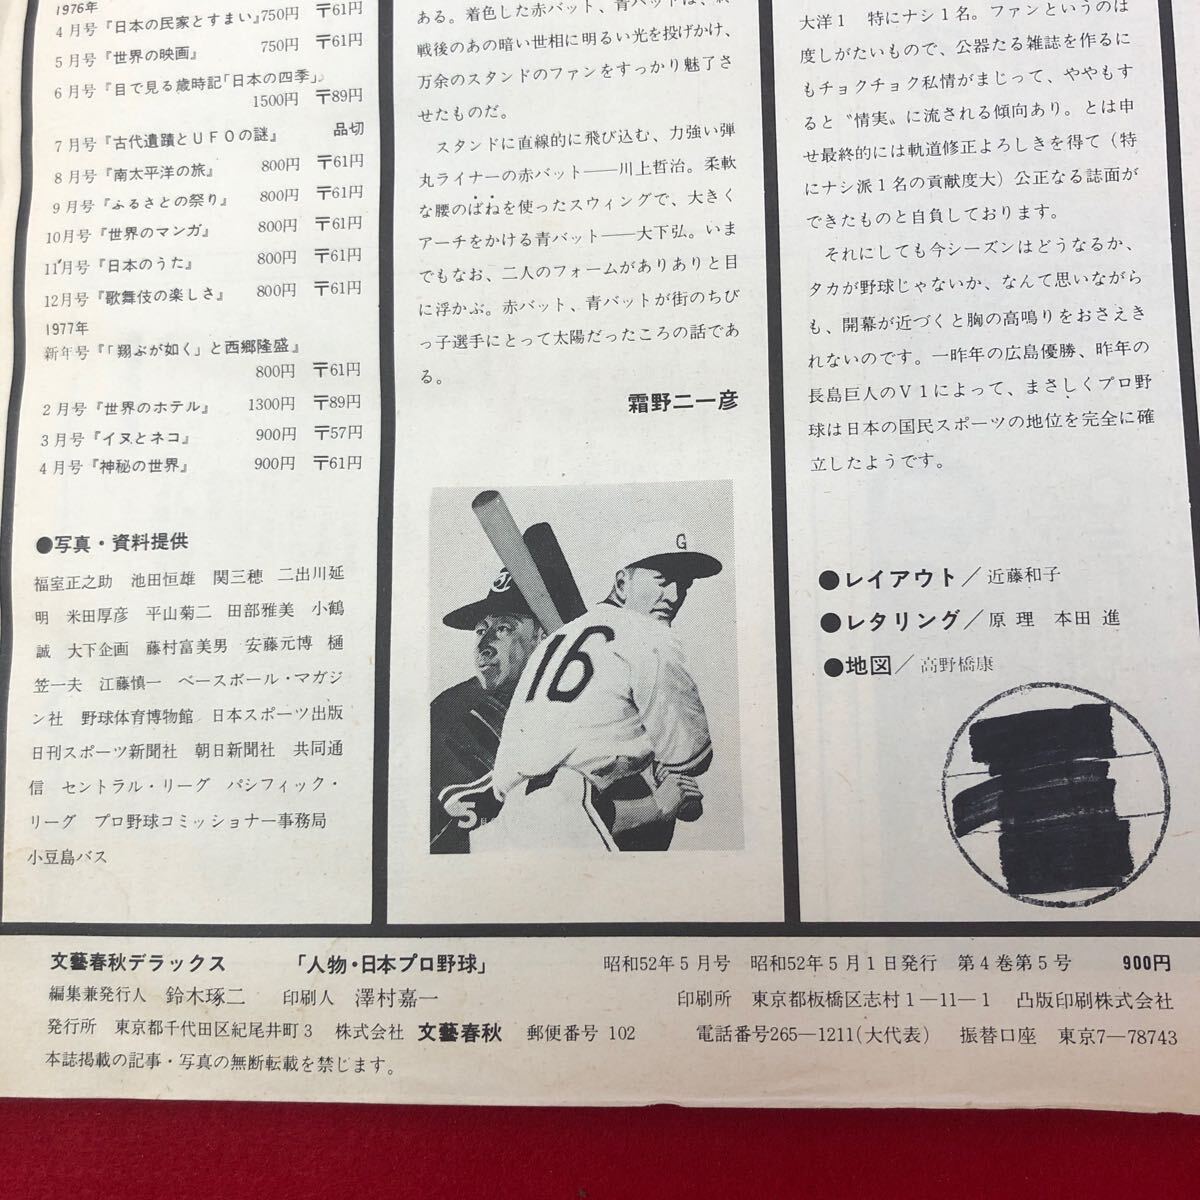 1976年
4月号『日本の民家とすまい』750円 〒61円
5月号『世界の映画』 750円 〒61円
6月号『目で見る歳時記「日本の四季」』
1500円 〒89円
7月号『古代遺蹟とUFOの謎』 品切
8月号『南太平洋の旅』 800円 〒61円
9月号『ふるさとの祭り』 800円 〒61円
10月号『世界のマンガ』 800円 〒61円
11月号『日本のうた』 800円 〒61円
12月号『歌舞伎の楽しさ』 800円 〒61円
1977年
新年号『「翔ぶが如く」と西郷隆盛』
800円 〒61円
2月号『世界のホテル』 1300円 〒89円
3月号『イヌとネコ』 900円 〒57円
4月号『神秘の世界』 900円 〒61円
●写真・資料提供
福室正之助 池田恒雄 関三穂 二出川延
明 米田厚彦 平山菊二 田部雅美 小鶴
誠 大下企画 藤村富美男 安藤元博 樋
笠一夫 江藤慎一 ベースボール・マガジ
ン社 野球体育博物館 日本スポーツ出版
日刊スポーツ新聞社 朝日新聞社 共同通
信 セントラル・リーグ パシフィック・
リーグ プロ野球コミッショナー事務局
小豆島バス
ある。着色した赤バット、青バットは、
戦後のあの暗い世相に明るい光を投げかけ、
万余のスタンドのファンをすっかり魅了さ
せたものだ。
スタンドに直線的に飛び込む、力強い弾
丸ライナーの赤バット――川上哲治。柔軟
な腰のばねを使ったスウィングで、大きく
アーチをかける青バット――大下弘。いま
でもなお、二人のフォームがありありと目
に浮かぶ。赤バット、青バットが街のちび
っ子選手にとって太陽だったころの話であ
る。
霜野二一彦
G
16
5
大洋1 特にナシ1名。ファンというのは
度しがたいもので、公器たる雑誌を作るに
もチョクチョク私情がまじって、ややもす
ると〝情実〟に流される傾向あり。とは申
せ最終的には軌道修正よろしきを得て（特
にナシ派1名の貢献度大）公正なる誌面が
できたものと自負しております。
それにしても今シーズンはどうなるか、
タカが野球じゃないか、なんて思いながら
も、開幕が近づくと胸の高鳴りをおさえき
れないのです。一昨年の広島優勝、昨年の
長島巨人のV1によって、まさしくプロ野
球は日本の国民スポーツの地位を完全に確
立したようです。
●レイアウト／近藤和子
●レタリング／原 理 本田 進
●地図／高野橋康
文藝春秋デラックス 「人物・日本プロ野球」 昭和52年5月号 昭和52年5月1日発行 第4巻第5号 900円
編集兼発行人 鈴木琢二 印刷人 澤村嘉一 印刷所 東京都板橋区志村1―11―1 凸版印刷株式会社
発行所 東京都千代田区紀尾井町3 株式会社 文藝春秋 郵便番号 102 電話番号265―1211(大代表) 振替口座 東京7―78743
本誌掲載の記事・写真の無断転載を禁じます。